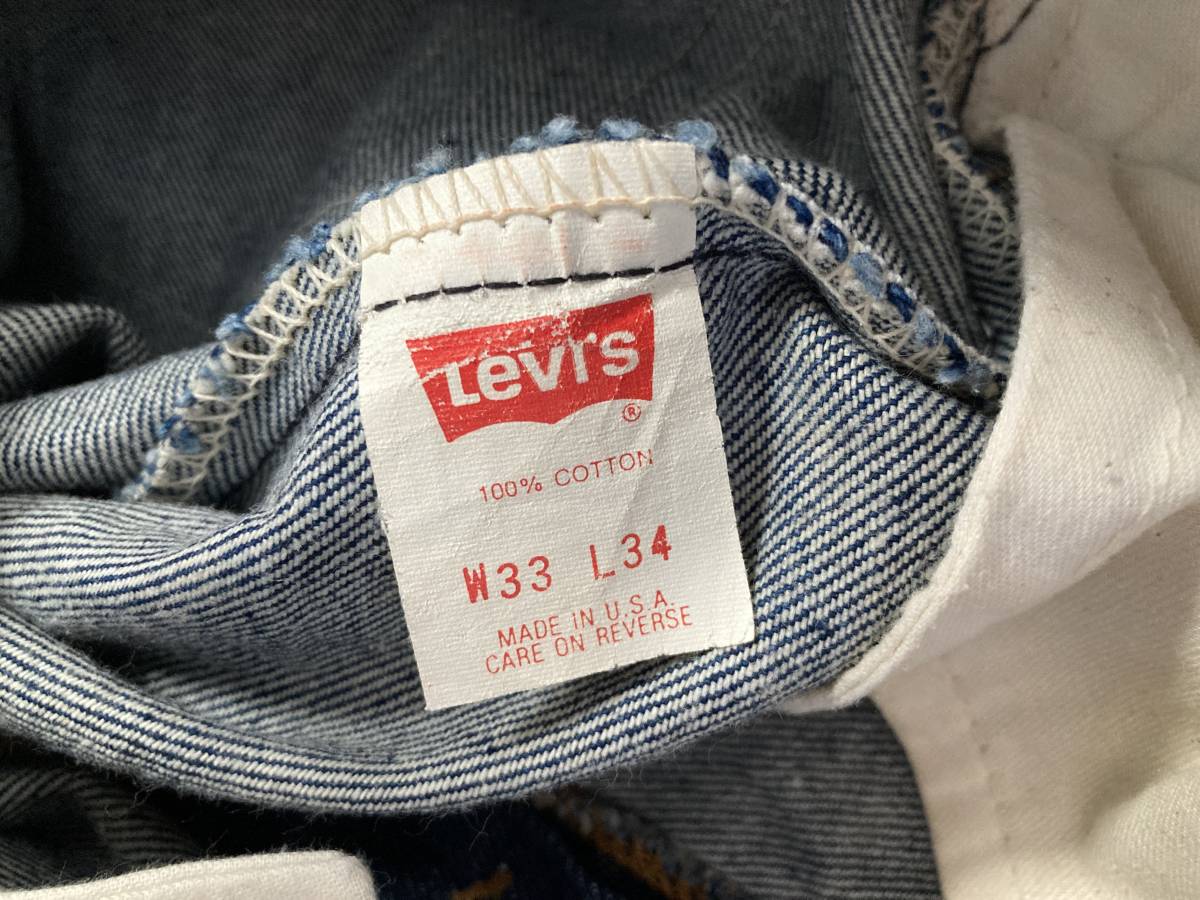 Levi's
®
100% COTTON
W33 L34
MADE IN U.S.A.
CARE ON REVERSE